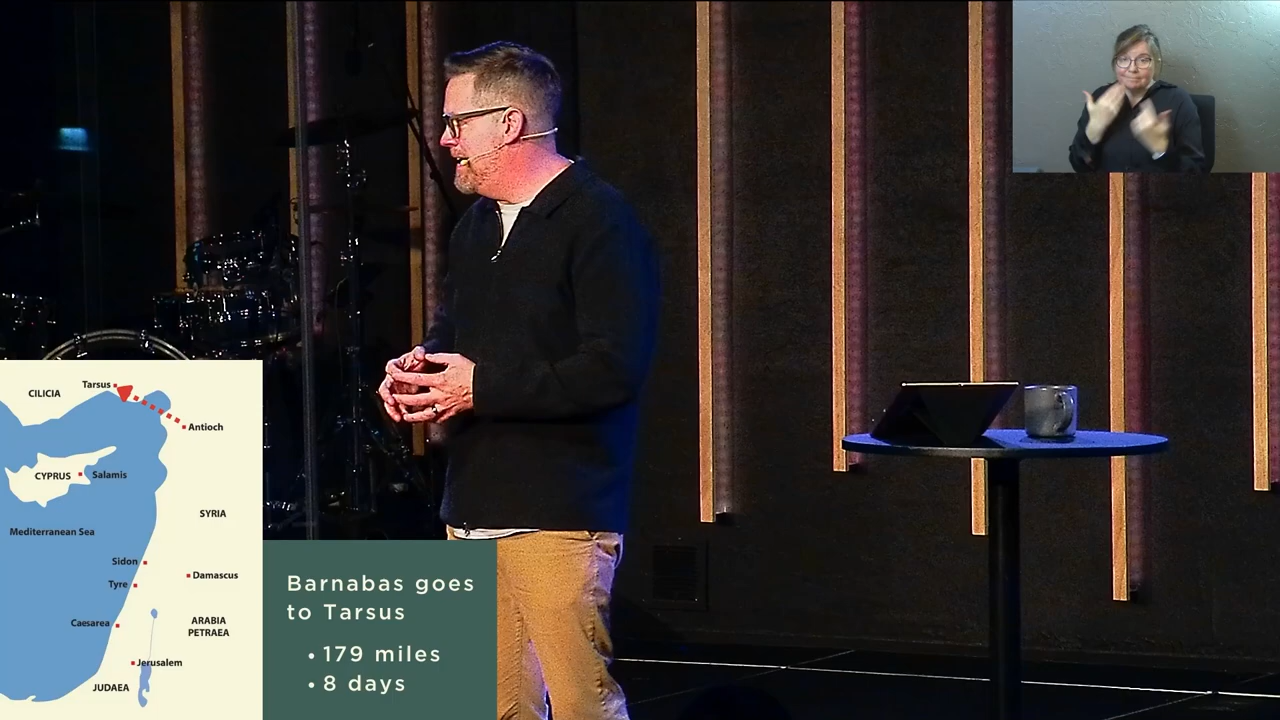 Tarsus
CILICIA
Antioch
CYPRUS
Salamis
SYRIA
Mediterranean Sea
Sidon
Damascus
Tyre
Caesarea
ARABIA
PETRAEA
Jerusalem
JUDAEA
Barnabas goes
to Tarsus
• 179 miles
• 8 days